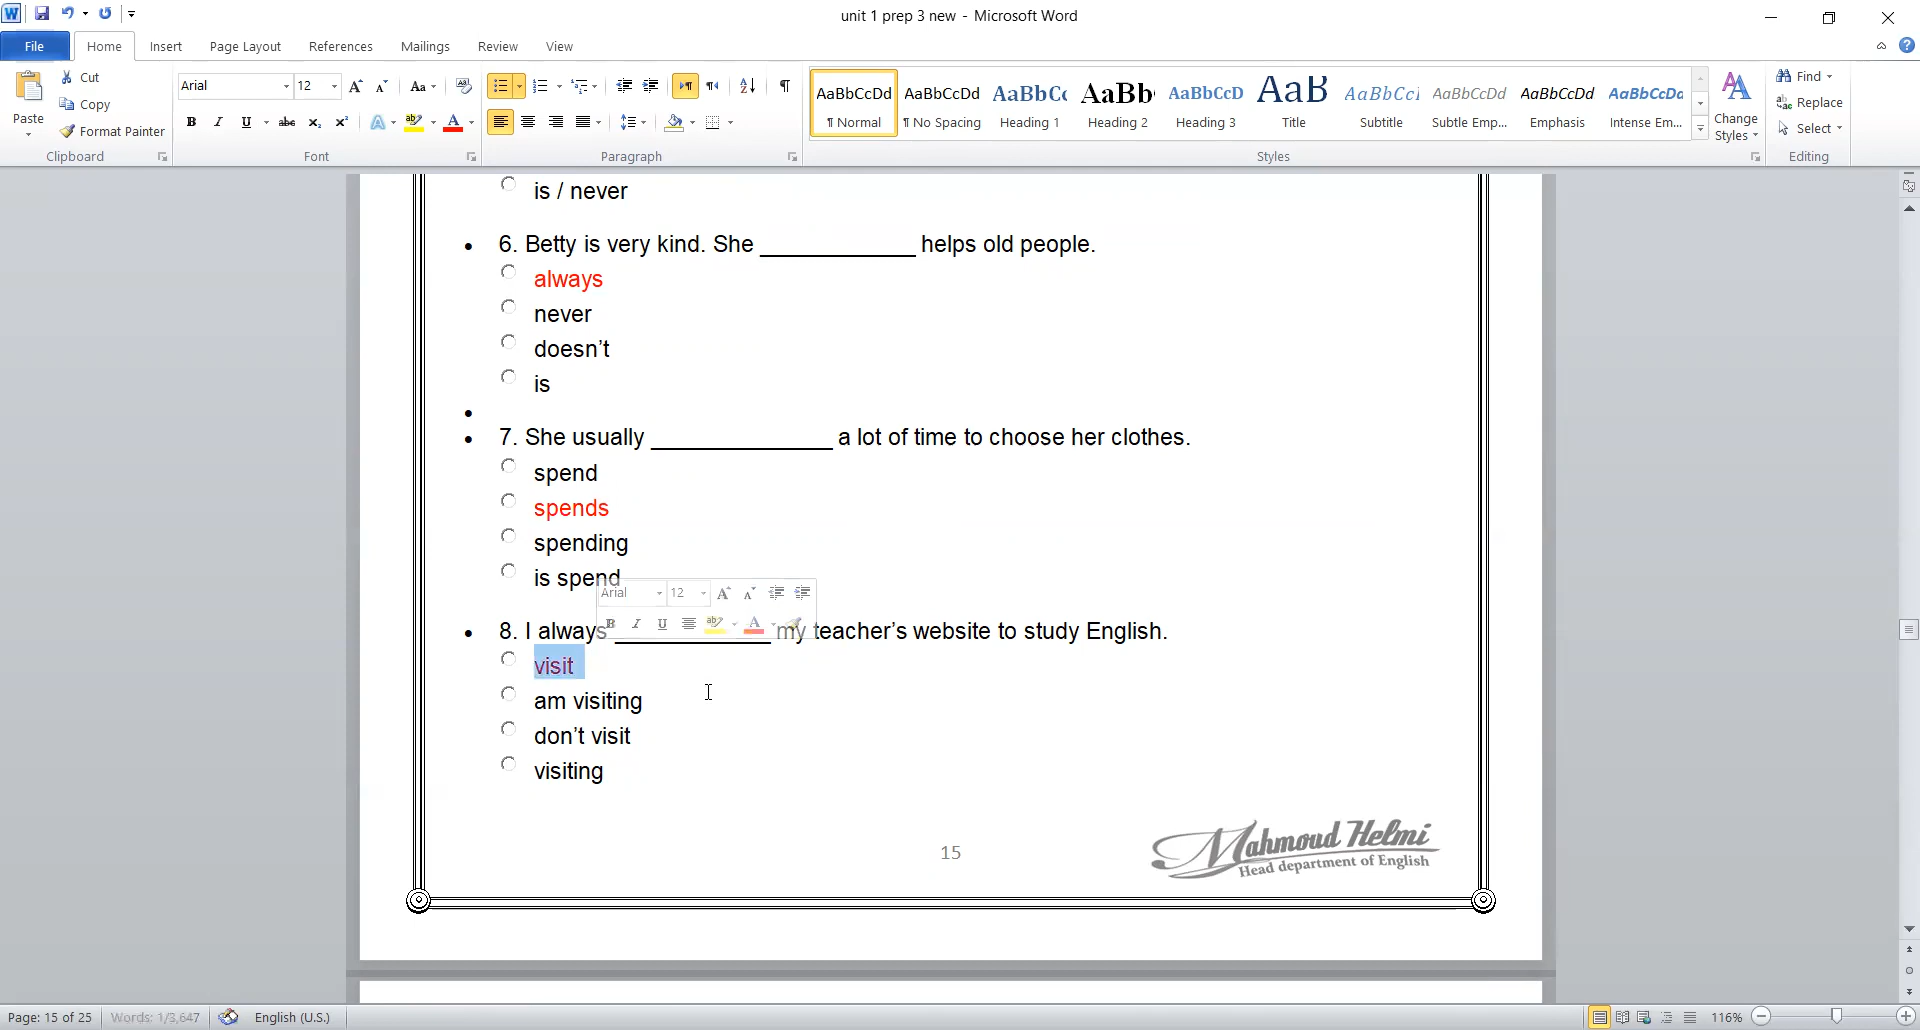 unit 1 prep 3 new - Microsoft Word
File Home Insert Page Layout References Mailings Review View
Paste
Cut
Copy
Format Painter
Clipboard
Arial 12
Font
Paragraph
AaBbCcDd AaBbCcDd AaBbCc AaBb AaBbCcD AaB AaBbCcI AaBbCcDd AaBbCcDd AaBbCcDd
¶ Normal ¶ No Spacing Heading 1 Heading 2 Heading 3 Title Subtitle Subtle Emp... Emphasis Intense Em...
Styles
Change Styles
Find
Replace
Select
Editing
is / never
• 6. Betty is very kind. She ____________ helps old people.
always
never
doesn’t
is
•
• 7. She usually ______________ a lot of time to choose her clothes.
spend
spends
spending
is spend
Arial 12
• 8. I always ____________ my teacher’s website to study English.
visit
am visiting
don’t visit
visiting
15
Mahmoud Helmi
Head department of English
Page: 15 of 25 Words: 1/3,647 English (U.S.) 116%